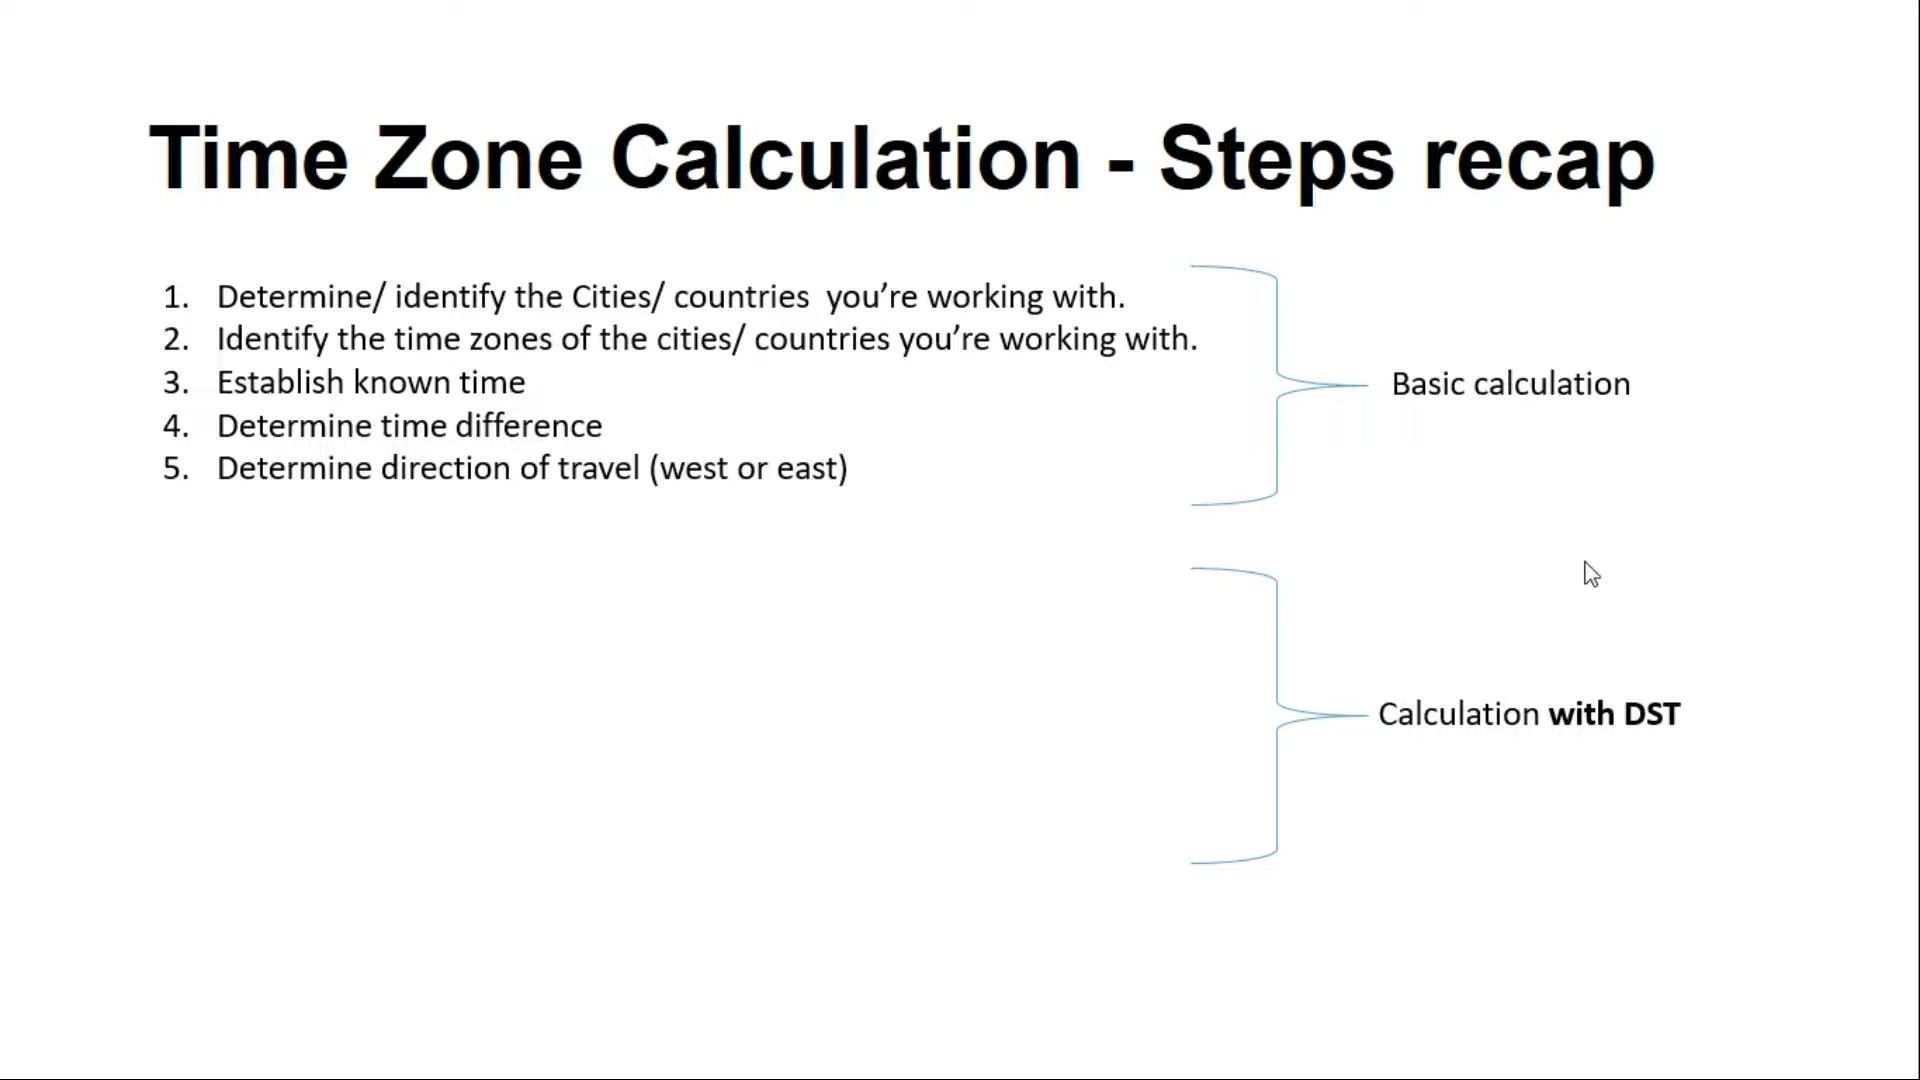 Time Zone Calculation - Steps recap
1. Determine/ identify the Cities/ countries  you’re working with.
2. Identify the time zones of the cities/ countries you’re working with.
3. Establish known time
4. Determine time difference
5. Determine direction of travel (west or east)
Basic calculation
Calculation with DST